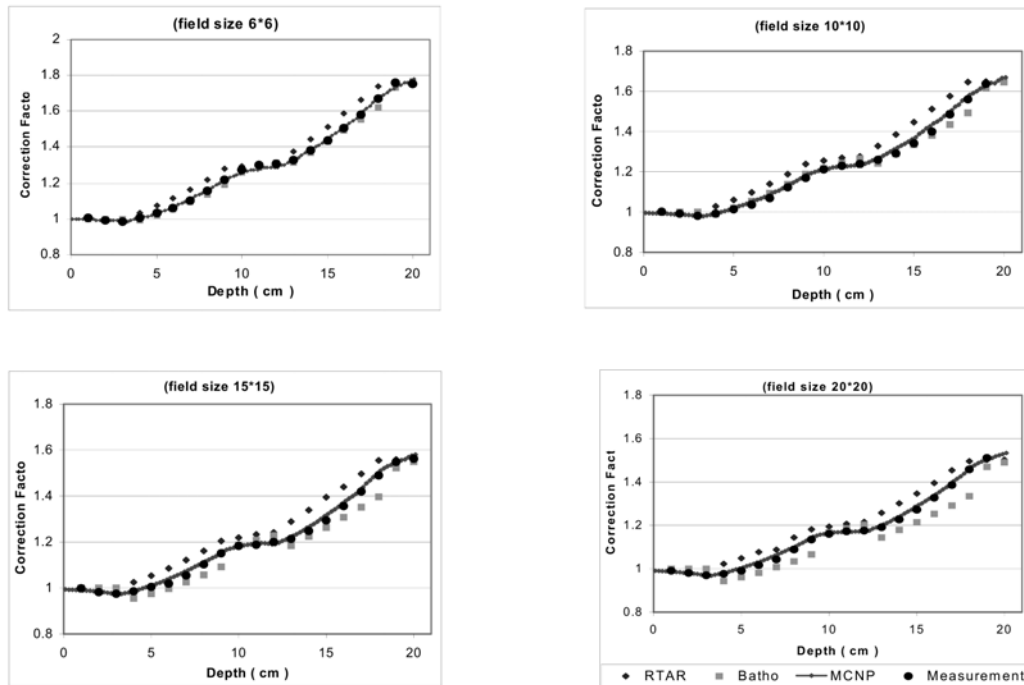 (field size 6*6)
2
1.8
1.6
1.4
1.2
1
0.8
Correction Facto
0 5 10 15 20
Depth ( cm )
(field size 10*10)
1.8
1.6
1.4
1.2
1
0.8
Correction Facto
0 5 10 15 20
Depth ( cm )
(field size 15*15)
1.8
1.6
1.4
1.2
1
0.8
Correction Facto
0 5 10 15 20
Depth ( cm )
(field size 20*20)
1.8
1.6
1.4
1.2
1
0.8
Correction Fact
0 5 10 15 20
Depth ( cm )
RTAR Batho MCNP Measurement